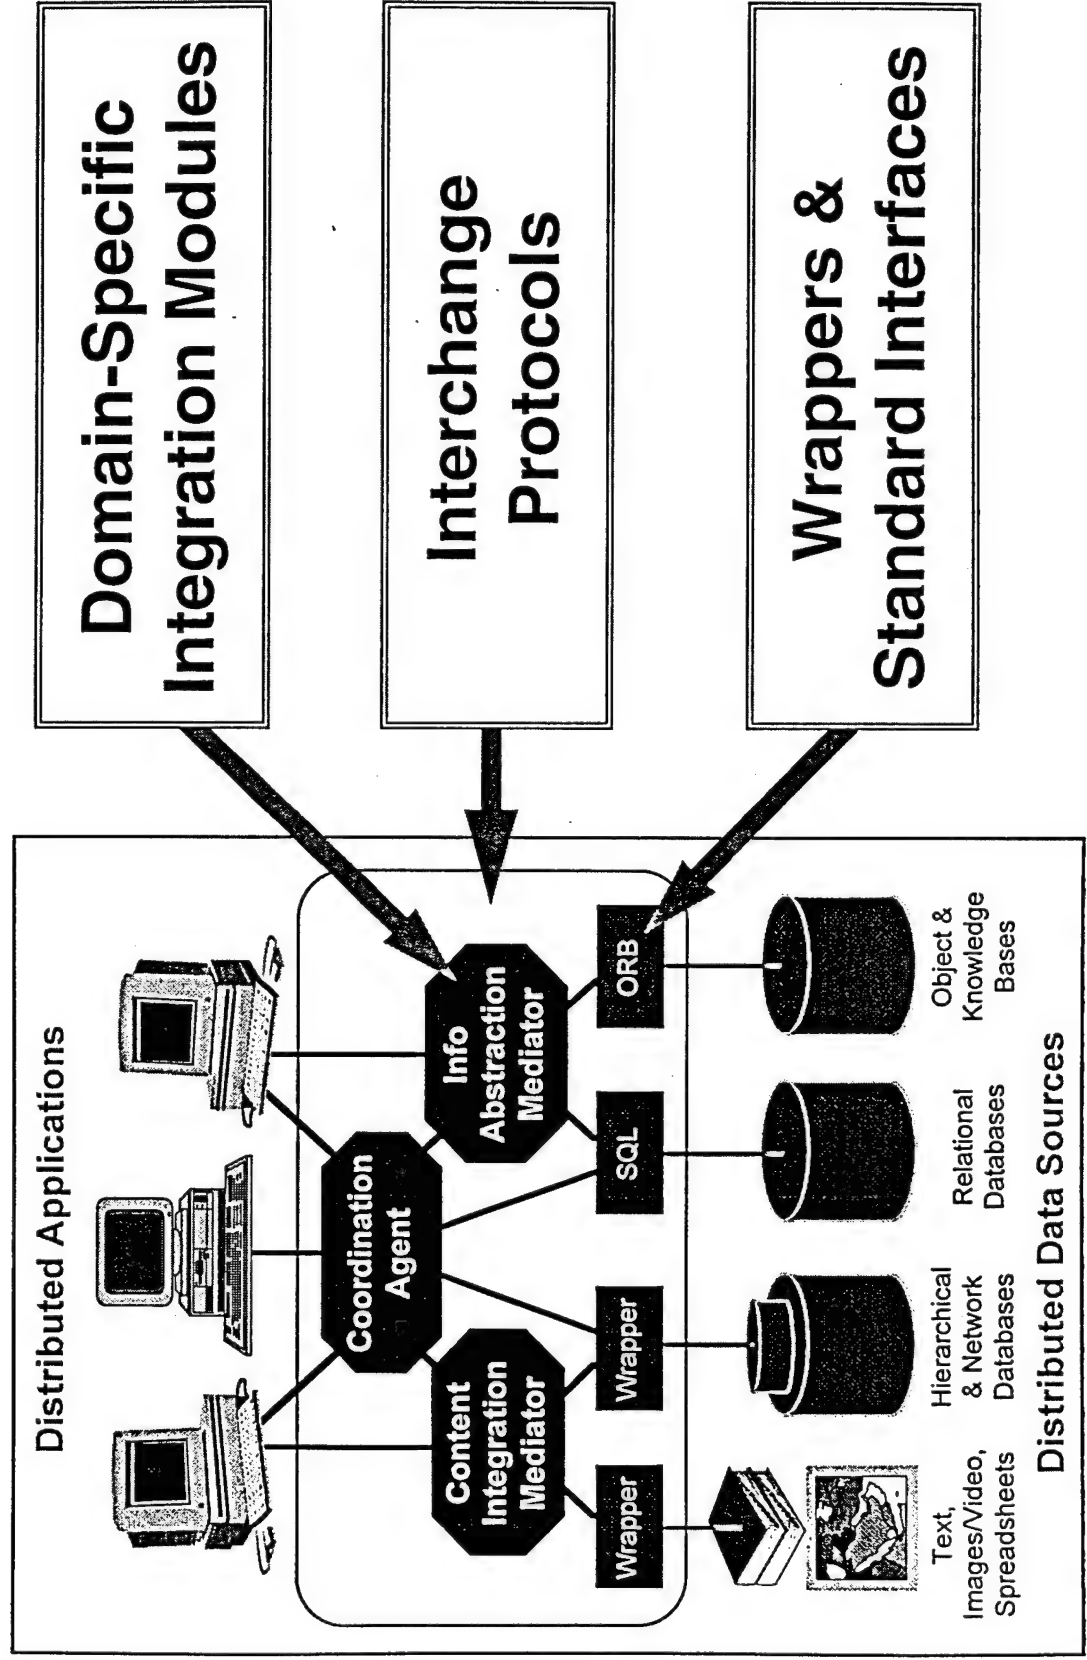 Distributed Applications
Coordination
Agent
Content
Integration
Mediator
Info
Abstraction
Mediator
Wrapper
Wrapper
SQL
ORB
Text,
Images/Video,
Spreadsheets
Hierarchical
& Network
Databases
Relational
Databases
Object &
Knowledge
Bases
Distributed Data Sources
Domain-Specific
Integration Modules
Interchange
Protocols
Wrappers &
Standard Interfaces